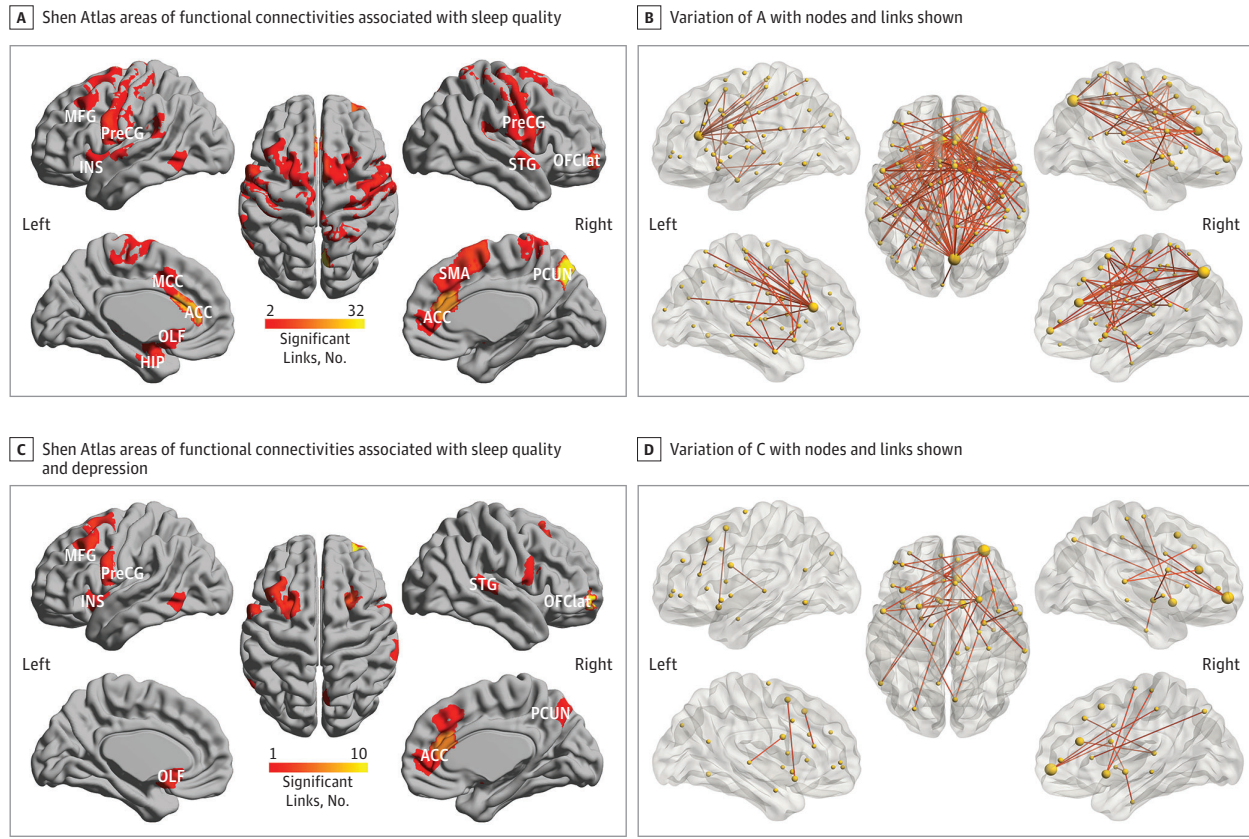 A Shen Atlas areas of functional connectivities associated with sleep quality
MFG
PreCG
INS
PreCG
STG
OFClat
Left
Right
MCC
ACC
OLF
HIP
SMA
PCUN
ACC
2 32
Significant
Links, No.
B Variation of A with nodes and links shown
Left
Right
C Shen Atlas areas of functional connectivities associated with sleep quality
and depression
MFG
PreCG
INS
STG
OFClat
Left
Right
OLF
PCUN
ACC
1 10
Significant
Links, No.
D Variation of C with nodes and links shown
Left
Right